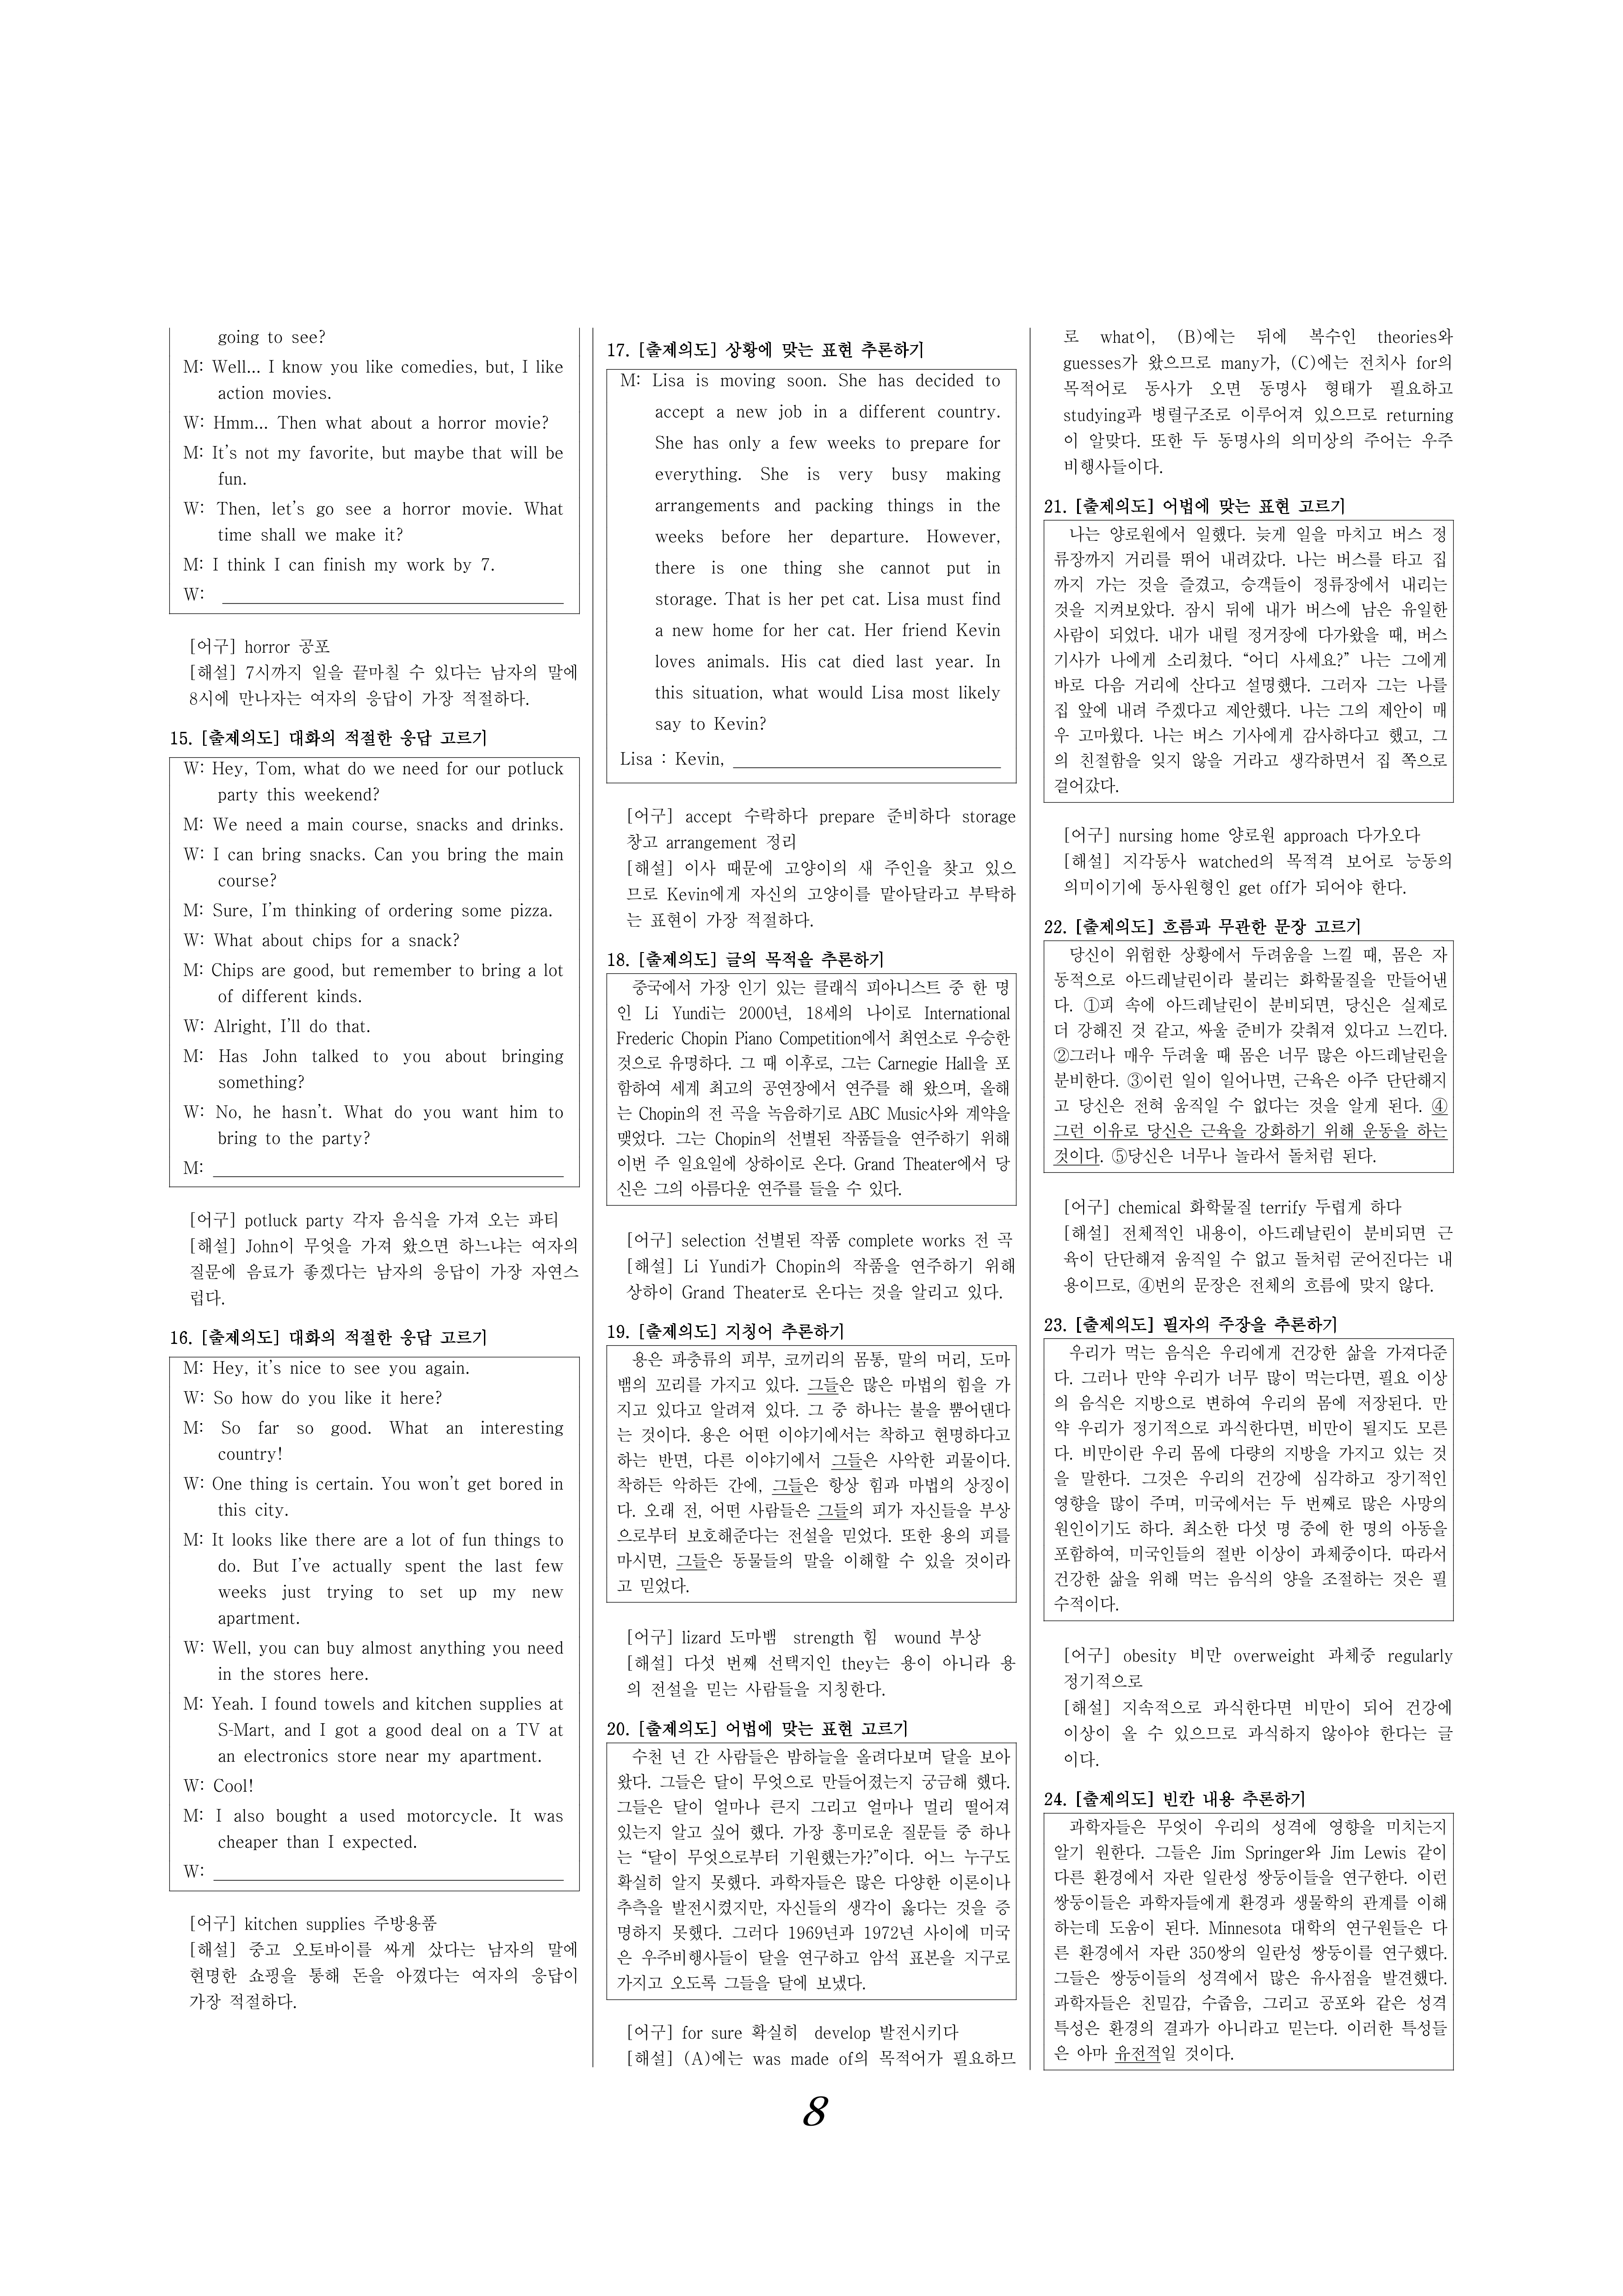 going to see?
M: Well... I know you like comedies, but, I like
action movies.
W: Hmm... Then what about a horror movie?
M: It's not my favorite, but maybe that will be
fun.
W: Then, let's go see a horror movie. What
time shall we make it?
M: I think I can finish my work by 7.
W:
[어구] horror 공포
[해설] 7시까지 일을 끝마칠 수 있다는 남자의 말에
8시에 만나자는 여자의 응답이 가장 적절하다.
15. [출제의도] 대화의 적절한 응답 고르기
W: Hey, Tom, what do we need for our potluck
party this weekend?
M: We need a main course, snacks and drinks.
W: I can bring snacks. Can you bring the main
course?
M: Sure, I'm thinking of ordering some pizza.
W: What about chips for a snack?
M: Chips are good, but remember to bring a lot
of different kinds.
W: Alright, I'll do that.
M: Has John talked to you about bringing
something?
W: No, he hasn't. What do you want him to
bring to the party?
M:
[어구] potluck party 각자 음식을 가져 오는 파티
[해설] John이 무엇을 가져 왔으면 하느냐는 여자의
질문에 음료가 좋겠다는 남자의 응답이 가장 자연스
럽다.
16. [출제의도] 대화의 적절한 응답 고르기
M: Hey, it's nice to see you again.
W: So how do you like it here?
M: So far so good. What an interesting
country!
W: One thing is certain. You won't get bored in
this city.
M: It looks like there are a lot of fun things to
do. But I've actually spent the last few
weeks just trying to set up my new
apartment.
W: Well, you can buy almost anything you need
in the stores here.
M: Yeah. I found towels and kitchen supplies at
S-Mart, and I got a good deal on a TV at
an electronics store near my apartment.
W: Cool!
M: I also bought a used motorcycle. It was
cheaper than I expected.
W:
[어구] kitchen supplies 주방용품
[해설] 중고 오토바이를 싸게 샀다는 남자의 말에
현명한 쇼핑을 통해 돈을 아꼈다는 여자의 응답이
가장 적절하다.
17. [출제의도] 상황에 맞는 표현 추론하기
M: Lisa is moving soon. She has decided to
accept a new job in a different country.
She has only a few weeks to prepare for
everything. She is very busy making
arrangements and packing things in the
weeks before her departure. However,
there is one thing she cannot put in
storage. That is her pet cat. Lisa must find
a new home for her cat. Her friend Kevin
loves animals. His cat died last year. In
this situation, what would Lisa most likely
say to Kevin?
Lisa : Kevin,
[어구] accept 수락하다 prepare 준비하다 storage
창고 arrangement 정리
[해설] 이사 때문에 고양이의 새 주인을 찾고 있으
므로 Kevin에게 자신의 고양이를 맡아달라고 부탁하
는 표현이 가장 적절하다.
18. [출제의도] 글의 목적을 추론하기
중국에서 가장 인기 있는 클래식 피아니스트 중 한 명
인 Li Yundi는 2000년, 18세의 나이로 International
Frederic Chopin Piano Competition에서 최연소로 우승한
것으로 유명하다. 그 때 이후로, 그는 Carnegie Hall을 포
함하여 세계 최고의 공연장에서 연주를 해 왔으며, 올해
는 Chopin의 전 곡을 녹음하기로 ABC Music사와 계약을
맺었다. 그는 Chopin의 선별된 작품들을 연주하기 위해
이번 주 일요일에 상하이로 온다. Grand Theater에서 당
신은 그의 아름다운 연주를 들을 수 있다.
[어구] selection 선별된 작품 complete works 전 곡
[해설] Li Yundi가 Chopin의 작품을 연주하기 위해
상하이 Grand Theater로 온다는 것을 알리고 있다.
19. [출제의도] 지칭어 추론하기
용은 파충류의 피부, 코끼리의 몸통, 말의 머리, 도마
뱀의 꼬리를 가지고 있다. 그들은 많은 마법의 힘을 가
지고 있다고 알려져 있다. 그 중 하나는 불을 뿜어낸다
는 것이다. 용은 어떤 이야기에서는 착하고 현명하다고
하는 반면, 다른 이야기에서 그들은 사악한 괴물이다.
착하든 악하든 간에, 그들은 항상 힘과 마법의 상징이
다. 오래 전, 어떤 사람들은 그들의 피가 자신들을 부상
으로부터 보호해준다는 전설을 믿었다. 또한 용의 피를
마시면, 그들은 동물들의 말을 이해할 수 있을 것이라
고 믿었다.
[어구] lizard 도마뱀 strength 힘 wound 부상
[해설] 다섯 번째 선택지인 they는 용이 아니라 용
의 전설을 믿는 사람들을 지칭한다.
20. [출제의도] 어법에 맞는 표현 고르기
수천 년 간 사람들은 밤하늘을 올려다보며 달을 보아
왔다. 그들은 달이 무엇으로 만들어졌는지 궁금해 했다.
그들은 달이 얼마나 큰지 그리고 얼마나 멀리 떨어져
있는지 알고 싶어 했다. 가장 흥미로운 질문들 중 하나
는 “달이 무엇으로부터 기원했는가?”이다. 어느 누구도
확실히 알지 못했다. 과학자들은 많은 다양한 이론이나
추측을 발전시켰지만, 자신들의 생각이 옳다는 것을 증
명하지 못했다. 그러다 1969년과 1972년 사이에 미국
은 우주비행사들이 달을 연구하고 암석 표본을 지구로
가지고 오도록 그들을 달에 보냈다.
[어구] for sure 확실히 develop 발전시키다
[해설] (A)에는 was made of의 목적어가 필요하므
로 what이, (B)에는 뒤에 복수인 theories와
guesses가 왔으므로 many가, (C)에는 전치사 for의
목적어로 동사가 오면 동명사 형태가 필요하고
studying과 병렬구조로 이루어져 있으므로 returning
이 알맞다. 또한 두 동명사의 의미상의 주어는 우주
비행사들이다.
21. [출제의도] 어법에 맞는 표현 고르기
나는 양로원에서 일했다. 늦게 일을 마치고 버스 정
류장까지 거리를 뛰어 내려갔다. 나는 버스를 타고 집
까지 가는 것을 즐겼고, 승객들이 정류장에서 내리는
것을 지켜보았다. 잠시 뒤에 내가 버스에 남은 유일한
사람이 되었다. 내가 내릴 정거장에 다가왔을 때, 버스
기사가 나에게 소리쳤다. “어디 사세요?” 나는 그에게
바로 다음 거리에 산다고 설명했다. 그러자 그는 나를
집 앞에 내려 주겠다고 제안했다. 나는 그의 제안이 매
우 고마웠다. 나는 버스 기사에게 감사하다고 했고, 그
의 친절함을 잊지 않을 거라고 생각하면서 집 쪽으로
걸어갔다.
[어구] nursing home 양로원 approach 다가오다
[해설] 지각동사 watched의 목적격 보어로 능동의
의미이기에 동사원형인 get off가 되어야 한다.
22. [출제의도] 흐름과 무관한 문장 고르기
당신이 위험한 상황에서 두려움을 느낄 때, 몸은 자
동적으로 아드레날린이라 불리는 화학물질을 만들어낸
다. ①피 속에 아드레날린이 분비되면, 당신은 실제로
더 강해진 것 같고, 싸울 준비가 갖춰져 있다고 느낀다.
②그러나 매우 두려울 때 몸은 너무 많은 아드레날린을
분비한다. ③이런 일이 일어나면, 근육은 아주 단단해지
고 당신은 전혀 움직일 수 없다는 것을 알게 된다. ④
그런 이유로 당신은 근육을 강화하기 위해 운동을 하는
것이다. ⑤당신은 너무나 놀라서 돌처럼 된다.
[어구] chemical 화학물질 terrify 두렵게 하다
[해설] 전체적인 내용이, 아드레날린이 분비되면 근
육이 단단해져 움직일 수 없고 돌처럼 굳어진다는 내
용이므로, ④번의 문장은 전체의 흐름에 맞지 않다.
23. [출제의도] 필자의 주장을 추론하기
우리가 먹는 음식은 우리에게 건강한 삶을 가져다준
다. 그러나 만약 우리가 너무 많이 먹는다면, 필요 이상
의 음식은 지방으로 변하여 우리의 몸에 저장된다. 만
약 우리가 정기적으로 과식한다면, 비만이 될지도 모른
다. 비만이란 우리 몸에 다량의 지방을 가지고 있는 것
을 말한다. 그것은 우리의 건강에 심각하고 장기적인
영향을 많이 주며, 미국에서는 두 번째로 많은 사망의
원인이기도 하다. 최소한 다섯 명 중에 한 명의 아동을
포함하여, 미국인들의 절반 이상이 과체중이다. 따라서
건강한 삶을 위해 먹는 음식의 양을 조절하는 것은 필
수적이다.
[어구] obesity 비만 overweight 과체중 regularly
정기적으로
[해설] 지속적으로 과식한다면 비만이 되어 건강에
이상이 올 수 있으므로 과식하지 않아야 한다는 글
이다.
24. [출제의도] 빈칸 내용 추론하기
과학자들은 무엇이 우리의 성격에 영향을 미치는지
알기 원한다. 그들은 Jim Springer와 Jim Lewis 같이
다른 환경에서 자란 일란성 쌍둥이들을 연구한다. 이런
쌍둥이들은 과학자들에게 환경과 생물학의 관계를 이해
하는데 도움이 된다. Minnesota 대학의 연구원들은 다
른 환경에서 자란 350쌍의 일란성 쌍둥이를 연구했다.
그들은 쌍둥이들의 성격에서 많은 유사점을 발견했다.
과학자들은 친밀감, 수줍음, 그리고 공포와 같은 성격
특성은 환경의 결과가 아니라고 믿는다. 이러한 특성들
은 아마 유전적일 것이다.
8